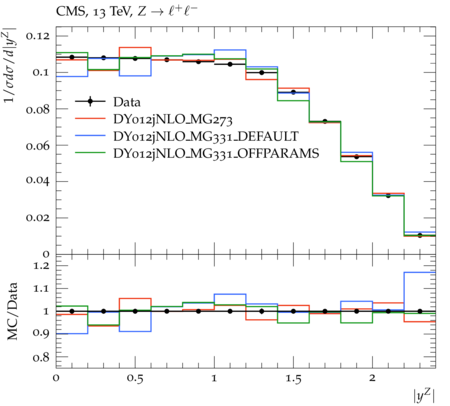 CMS, 13 TeV, Z → ℓ⁺ℓ⁻
1/σdσ/d|y^Z|
0.12
0.1
0.08
0.06
0.04
0.02
0
Data
DY012jNLO_MG273
DY012jNLO_MG331_DEFAULT
DY012jNLO_MG331_OFFPARAMS
MC/Data
1.2
1.1
1
0.9
0.8
0 0.5 1 1.5 2
|y^Z|